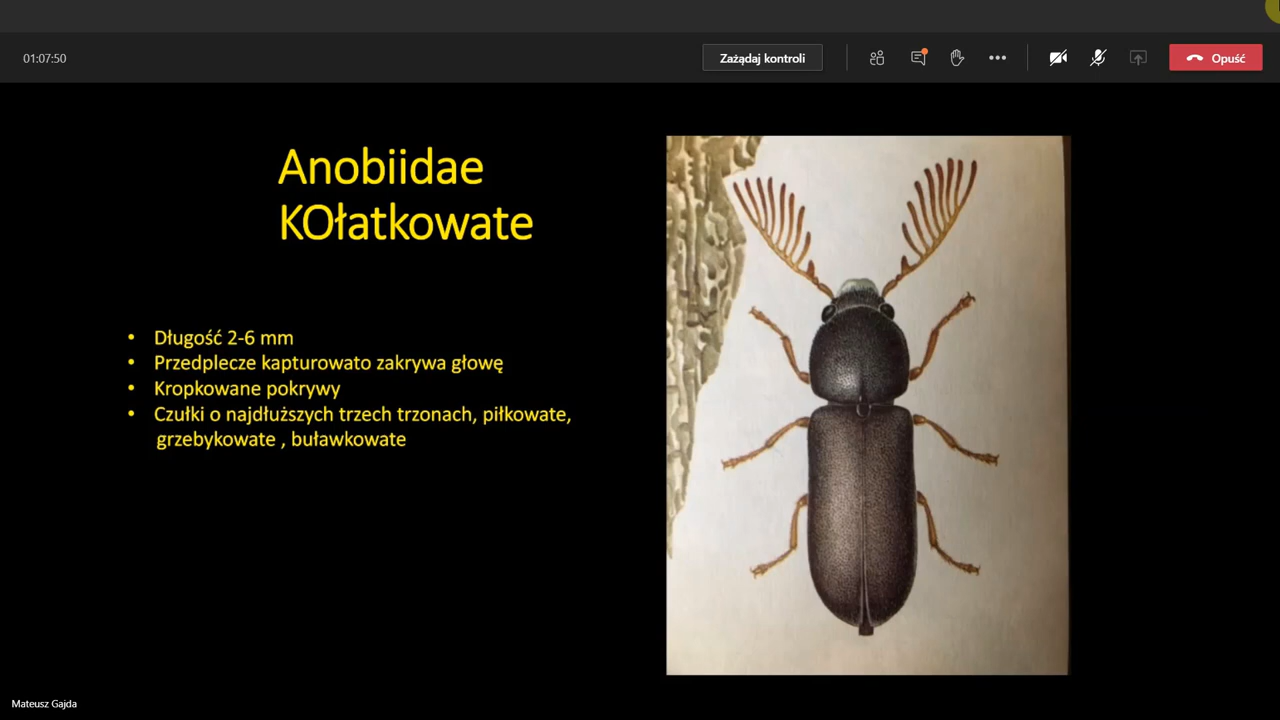 01:07:50
Zażądaj kontroli
Opuść
Anobiidae
KOłatkowate
• Długość 2-6 mm
• Przedplecze kapturowato zakrywa głowę
• Kropkowane pokrywy
• Czułki o najdłuższych trzech trzonach, piłkowate,
grzebykowate , buławkowate
Mateusz Gajda